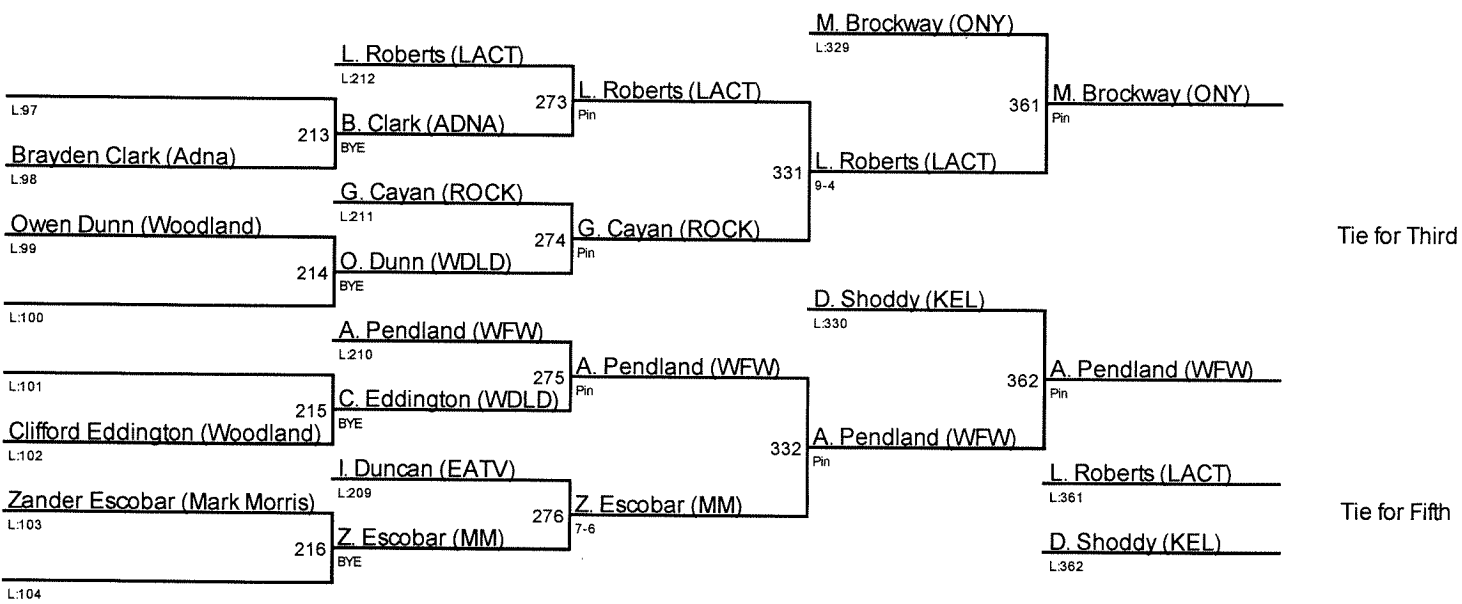 L:97
Brayden Clark (Adna)
L:98
Owen Dunn (Woodland)
L:99
L:100
L:101
Clifford Eddington (Woodland)
L:102
Zander Escobar (Mark Morris)
L:103
L:104
213
214
215
216
L. Roberts (LACT)
L:212
B. Clark (ADNA)
BYE
G. Cayan (ROCK)
L:211
O. Dunn (WDLD)
BYE
A. Pendland (WFW)
L:210
C. Eddington (WDLD)
BYE
I. Duncan (EATV)
L:209
Z. Escobar (MM)
BYE
273
274
275
276
L. Roberts (LACT)
Pin
G. Cayan (ROCK)
Pin
A. Pendland (WFW)
Pin
Z. Escobar (MM)
7-6
331
332
M. Brockway (ONY)
L:329
L. Roberts (LACT)
9-4
D. Shoddy (KEL)
L:330
A. Pendland (WFW)
Pin
361
362
M. Brockway (ONY)
Pin
A. Pendland (WFW)
Pin
L. Roberts (LACT)
L:361
D. Shoddy (KEL)
L:362
Tie for Third
Tie for Fifth